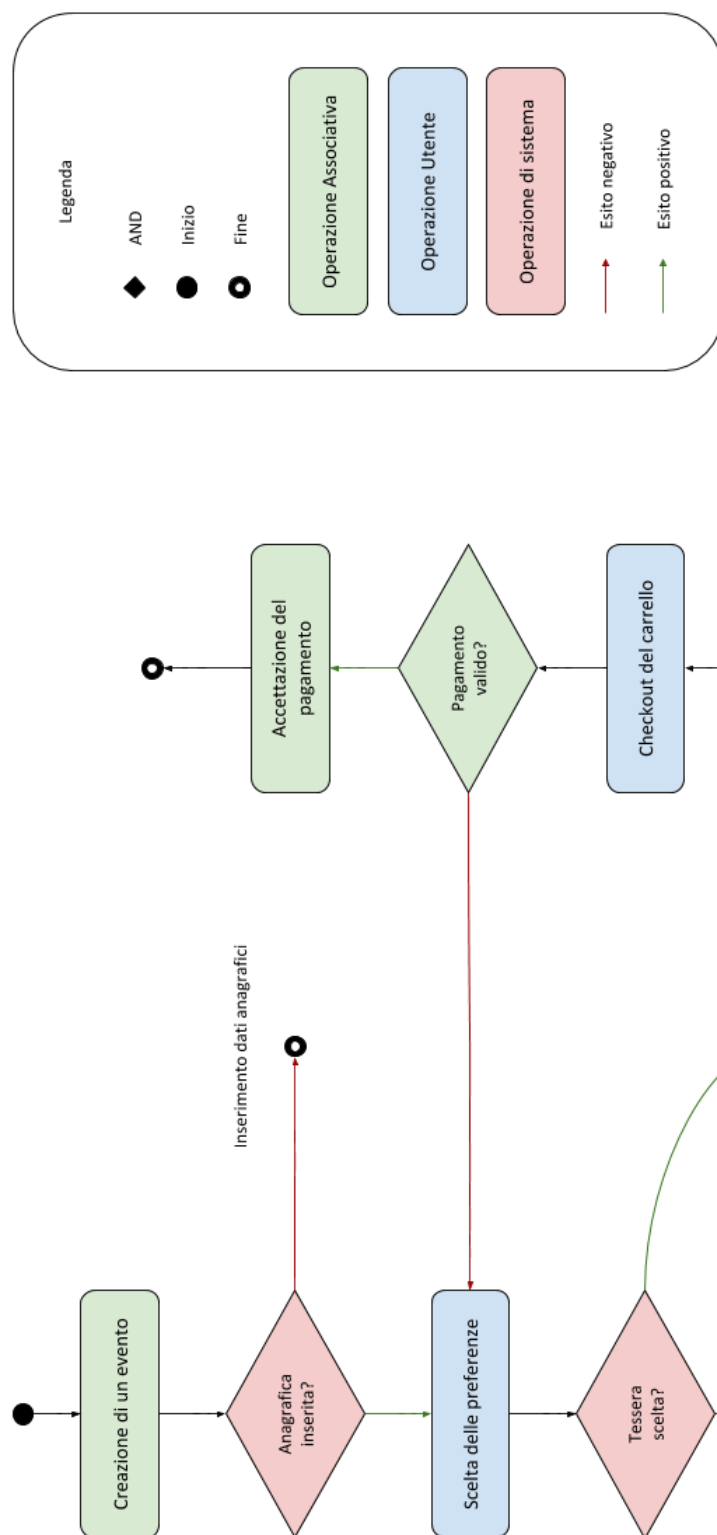 Legenda
AND
Inizio
Fine
Operazione Associativa
Operazione Utente
Operazione di sistema
Esito negativo
Esito positivo
Creazione di un evento
Anagrafica
inserita?
Inserimento dati anagrafici
Scelta delle preferenze
Tessera
scelta?
Accettazione del
pagamento
Pagamento
valido?
Checkout del carrello